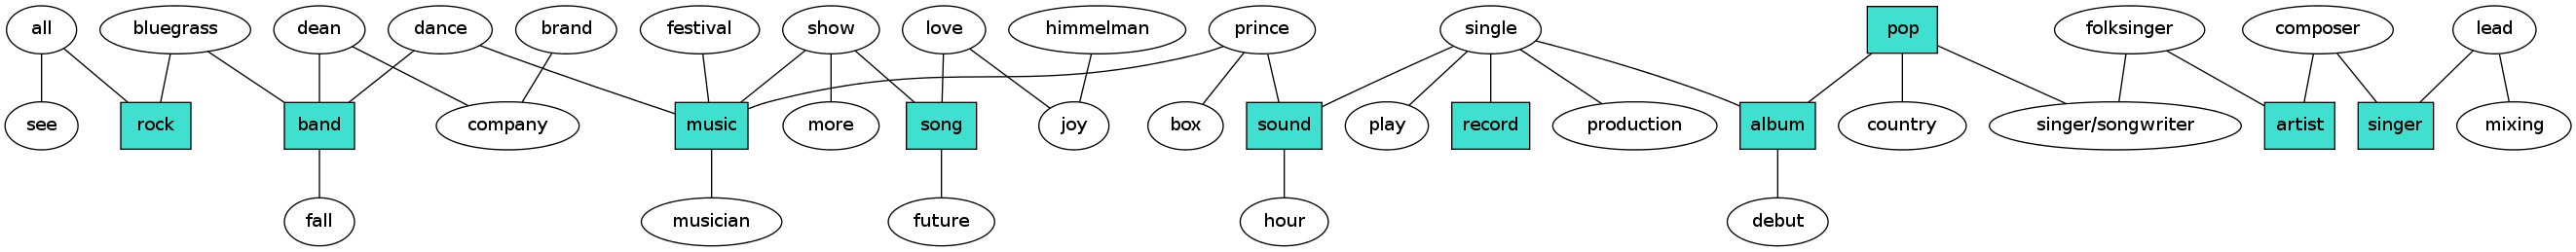 all bluegrass dean dance brand festival show love himmelman prince single pop folksinger composer lead
see rock band company music more song joy box sound play record production album country singer/songwriter artist singer mixing
fall musician future hour debut